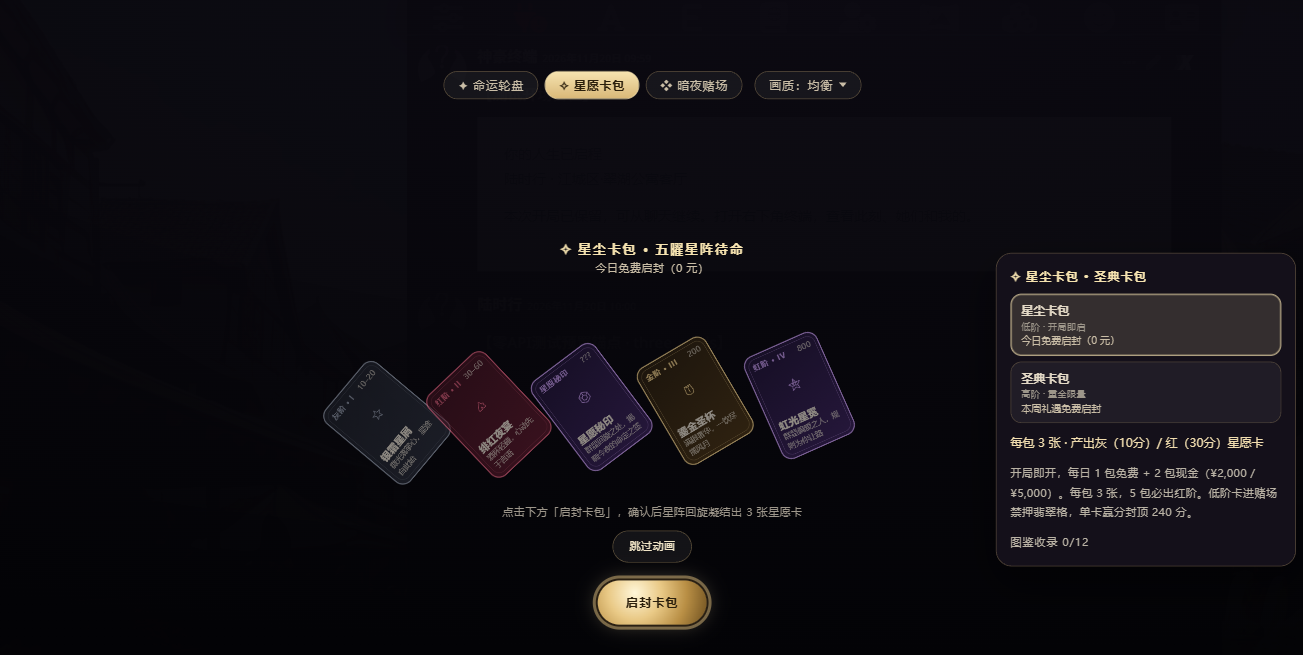 ✦ 命运轮盘
✧ 星愿卡包
❖ 暗夜赌场
画质：均衡
✧ 星尘卡包 • 五曜星阵待命
今日免费启封（0 元）
灰阶 • I 10-20
银霜星屑
红阶 • II 30-60
绯红夜宴
星愿秘印 ???
星愿秘印
金阶 • III 200
鎏金圣杯
虹阶 • IV 800
虹光星冕
点击下方「启封卡包」，确认后星阵回旋凝结出 3 张星愿卡
跳过动画
启封卡包
✧ 星尘卡包 • 圣典卡包
星尘卡包
低阶 · 开局即启
今日免费启封（0 元）
圣典卡包
高阶 · 重全限量
本周礼遇免费启封
每包 3 张 · 产出灰（10分）/ 红（30分）星愿卡
开局即开，每日 1 包免费 + 2 包现金（¥2,000 /
¥5,000）。每包 3 张，5 包必出红阶。低阶卡进赌场
禁押翡翠格，单卡赢分封顶 240 分。
图鉴收录 0/12